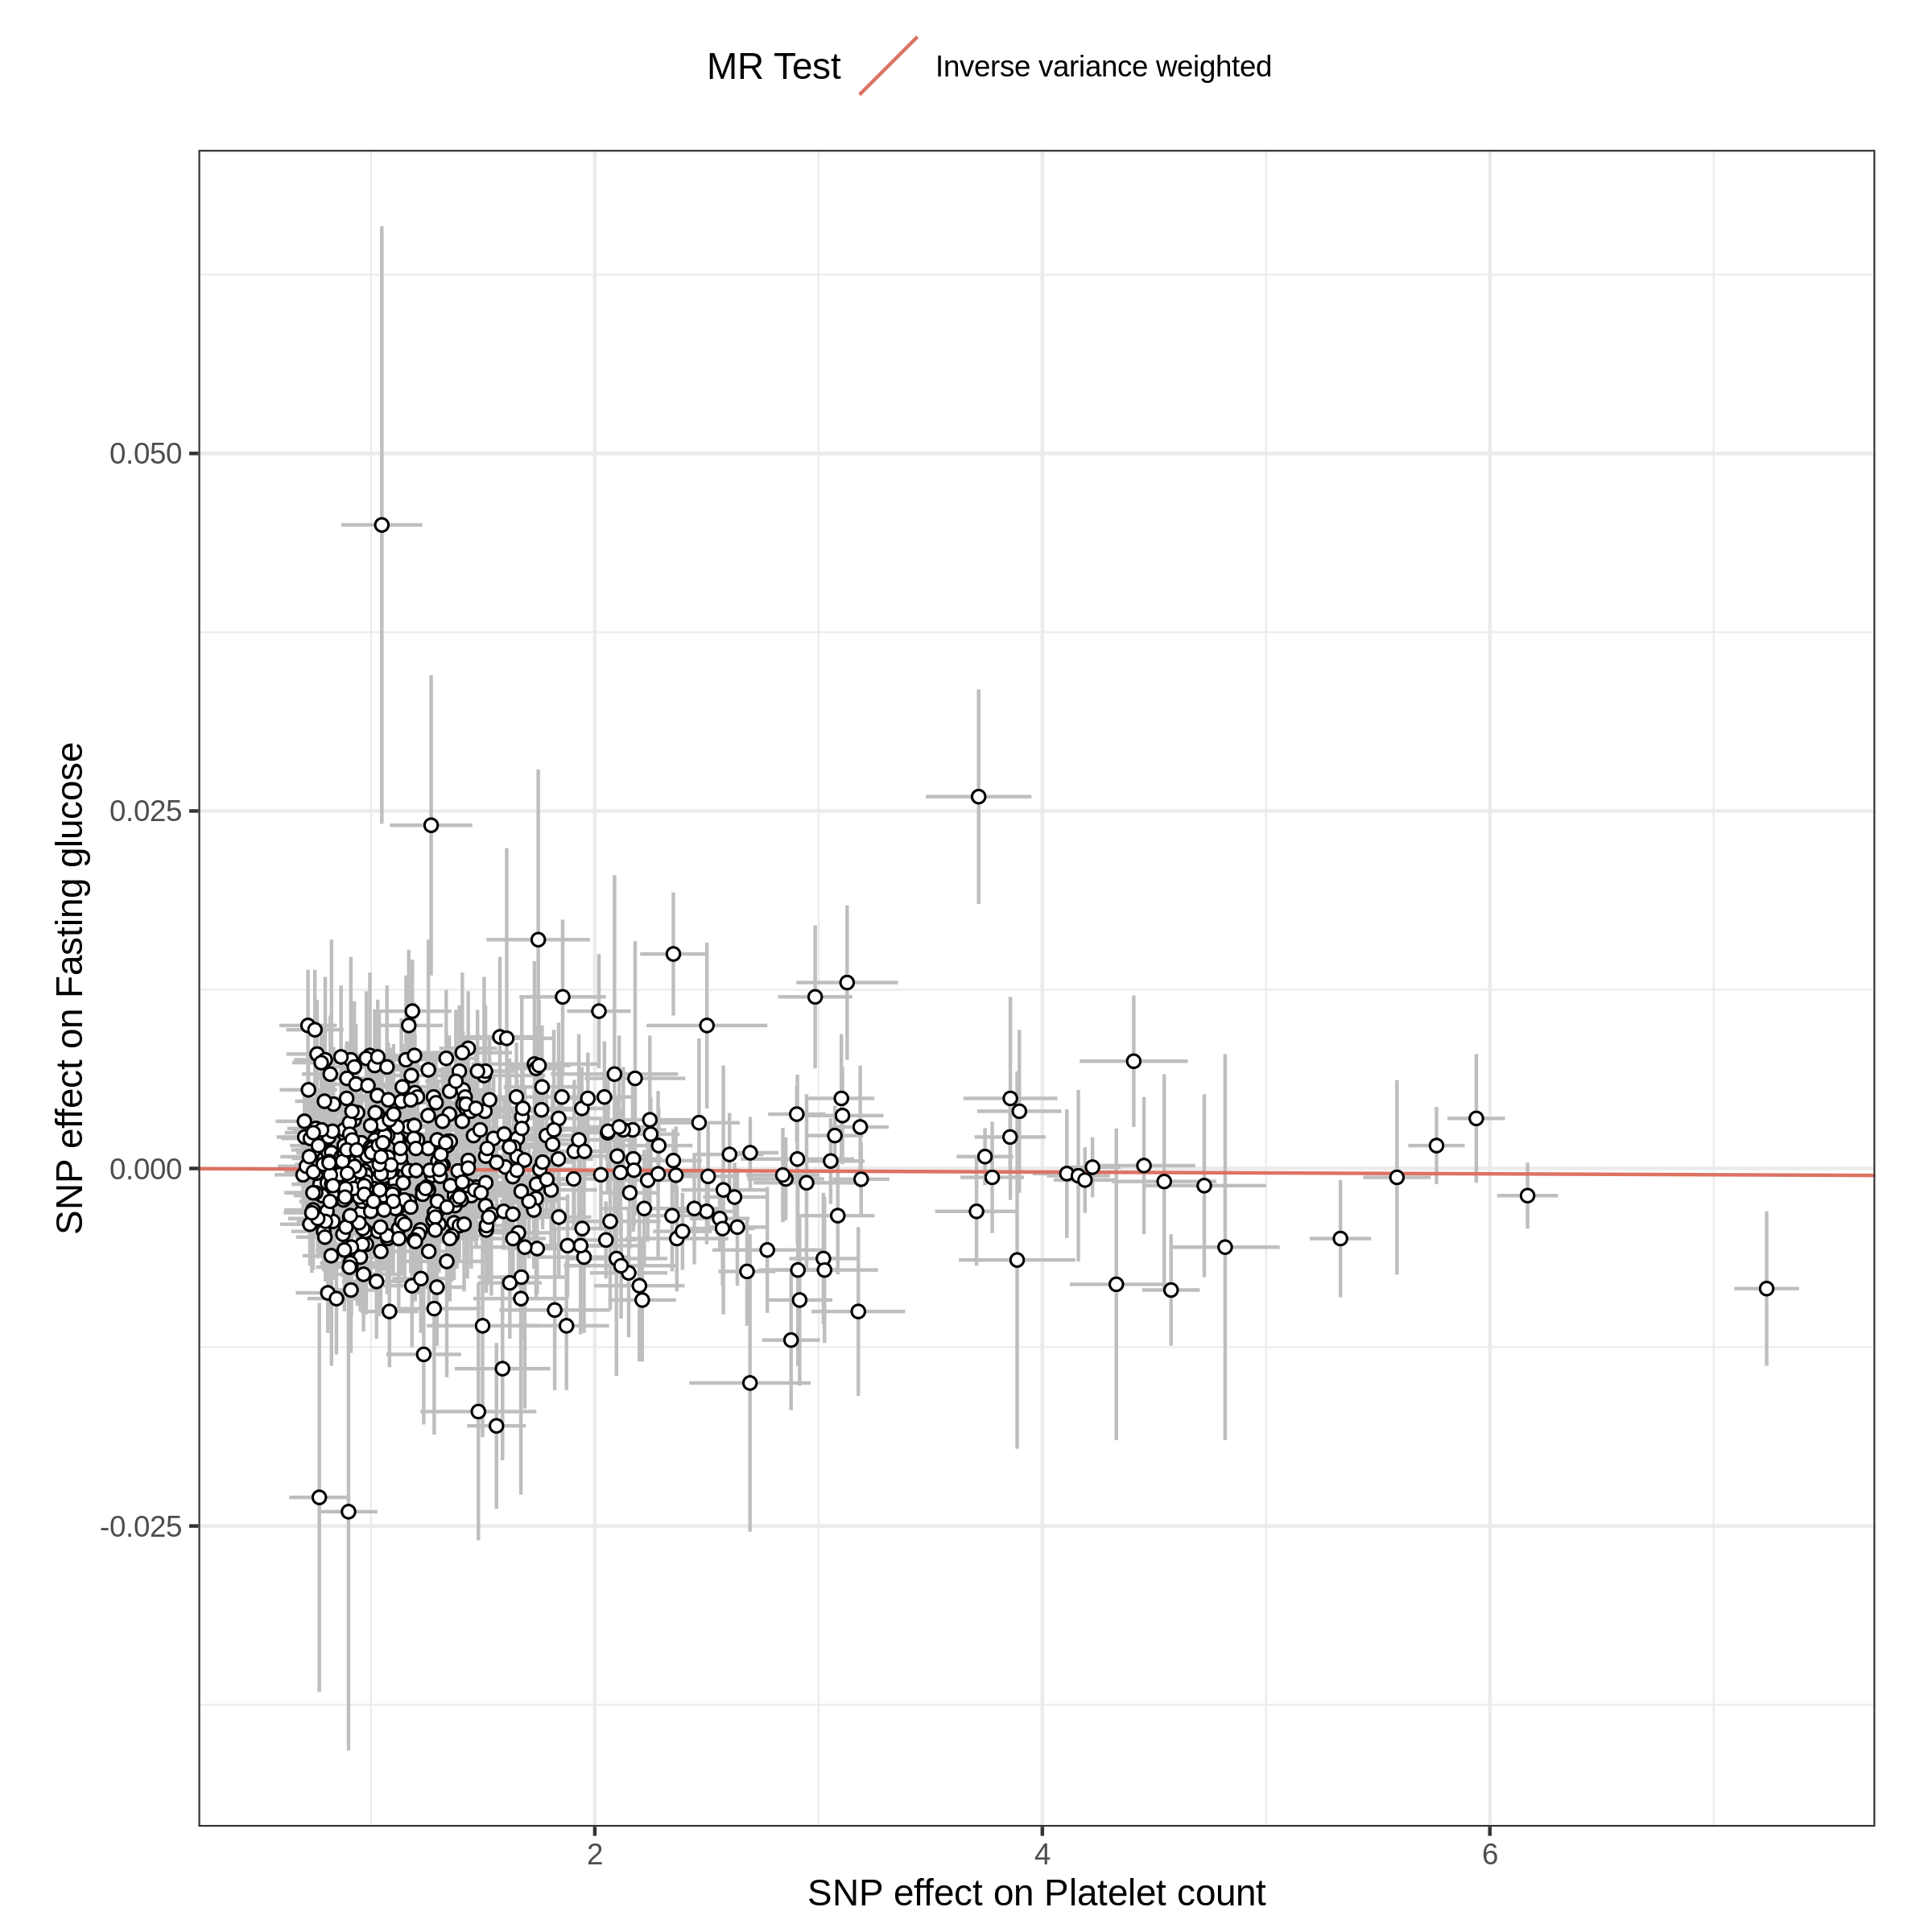 MR Test
Inverse variance weighted
SNP effect on Fasting glucose
0.050
0.025
0.000
-0.025
2
4
6
SNP effect on Platelet count